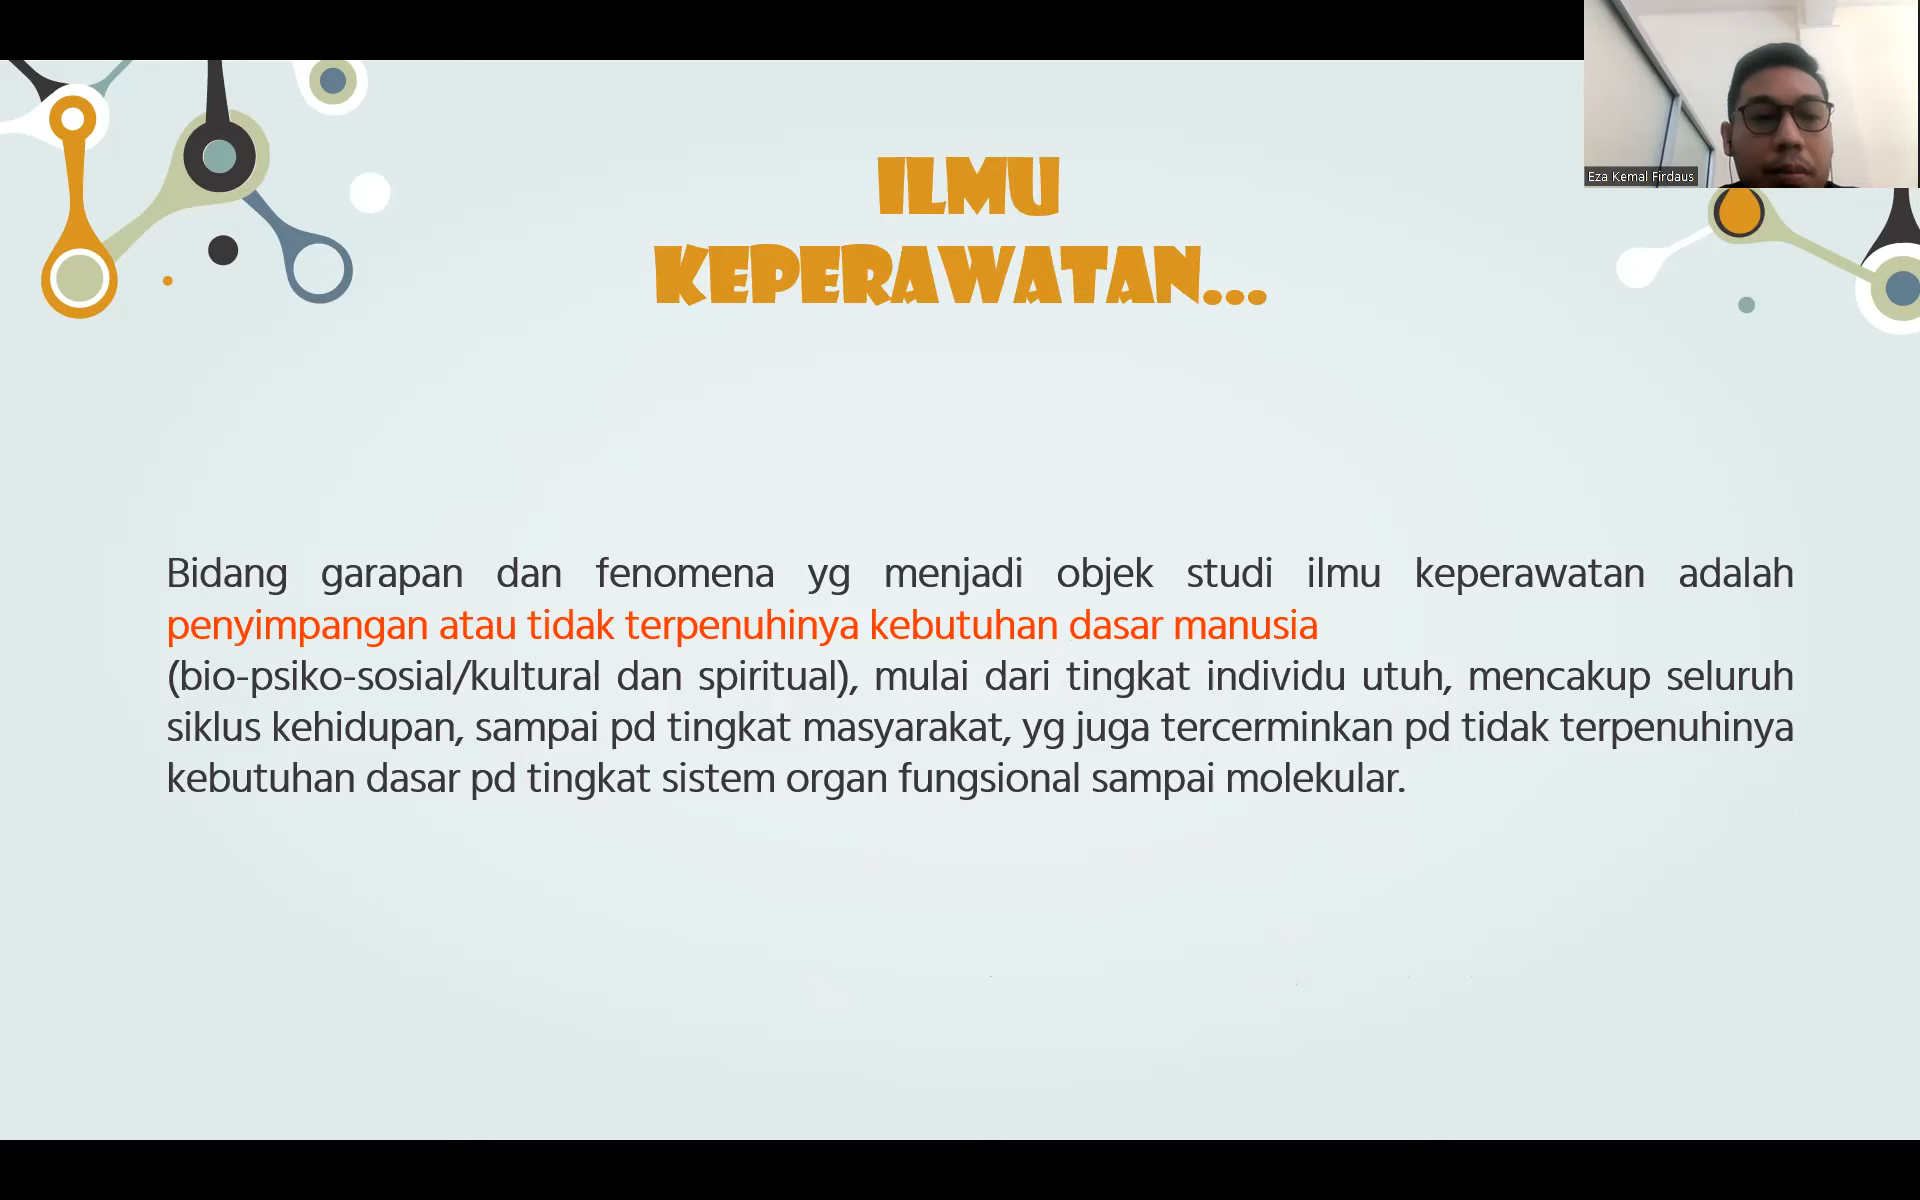 ILMU
KEPERAWATAN...
Eza Kemal Firdaus
Bidang garapan dan fenomena yg menjadi objek studi ilmu keperawatan adalah
penyimpangan atau tidak terpenuhinya kebutuhan dasar manusia
(bio-psiko-sosial/kultural dan spiritual), mulai dari tingkat individu utuh, mencakup seluruh
siklus kehidupan, sampai pd tingkat masyarakat, yg juga tercerminkan pd tidak terpenuhinya
kebutuhan dasar pd tingkat sistem organ fungsional sampai molekular.